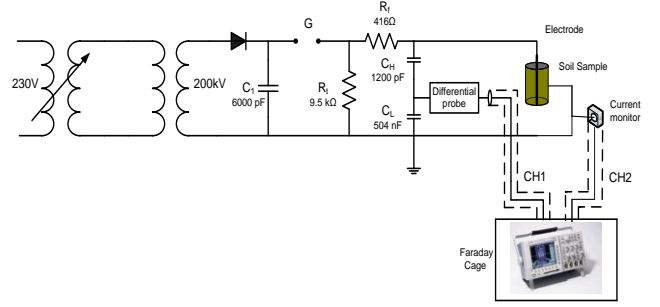 230V
200kV
C1
6000 pF
G
Rt
9.5 kΩ
Rf
416Ω
CH
1200 pF
CL
504 nF
Differential
probe
Electrode
Soil Sample
Current
monitor
CH1
CH2
Faraday
Cage